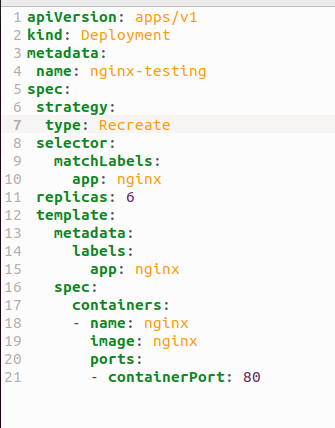 1 apiVersion: apps/v1
2 kind: Deployment
3 metadata:
4  name: nginx-testing
5 spec:
6  strategy:
7   type: Recreate
8  selector:
9    matchLabels:
10      app: nginx
11  replicas: 6
12  template:
13    metadata:
14      labels:
15        app: nginx
16    spec:
17      containers:
18      - name: nginx
19        image: nginx
20        ports:
21        - containerPort: 80